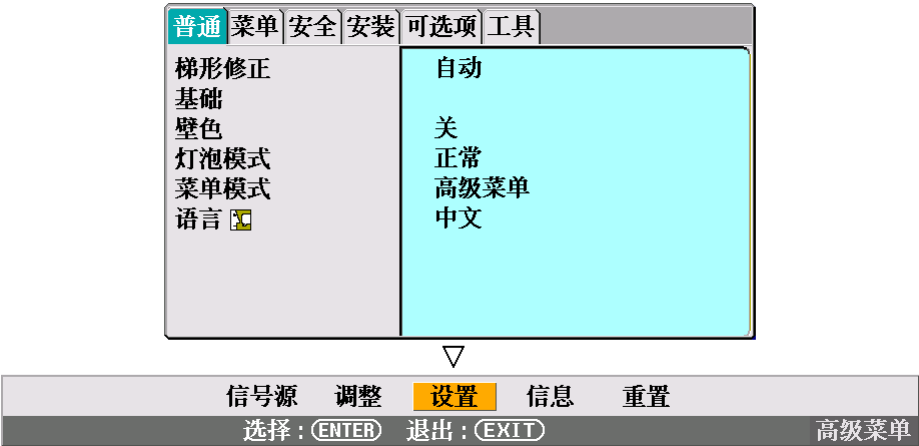 普通 菜单 安全 安装 可选项 工具
梯形修正 自动
基础
壁色 关
灯泡模式 正常
菜单模式 高级菜单
语言 中文
信号源 调整 设置 信息 重置
选择:ENTER 退出:EXIT 高级菜单